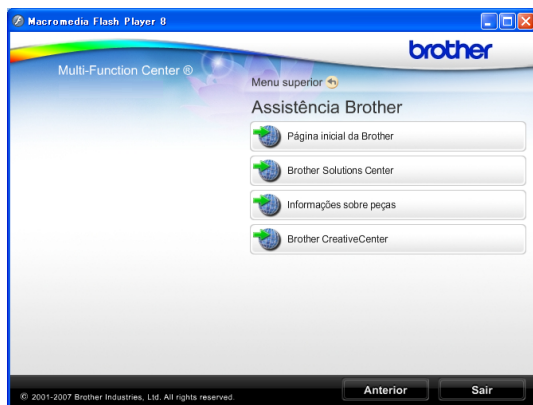 Macromedia Flash Player 8
brother
Multi-Function Center ®
Menu superior
Assistência Brother
Página inicial da Brother
Brother Solutions Center
Informações sobre peças
Brother CreativeCenter
© 2001-2007 Brother Industries, Ltd. All rights reserved.
Anterior
Sair